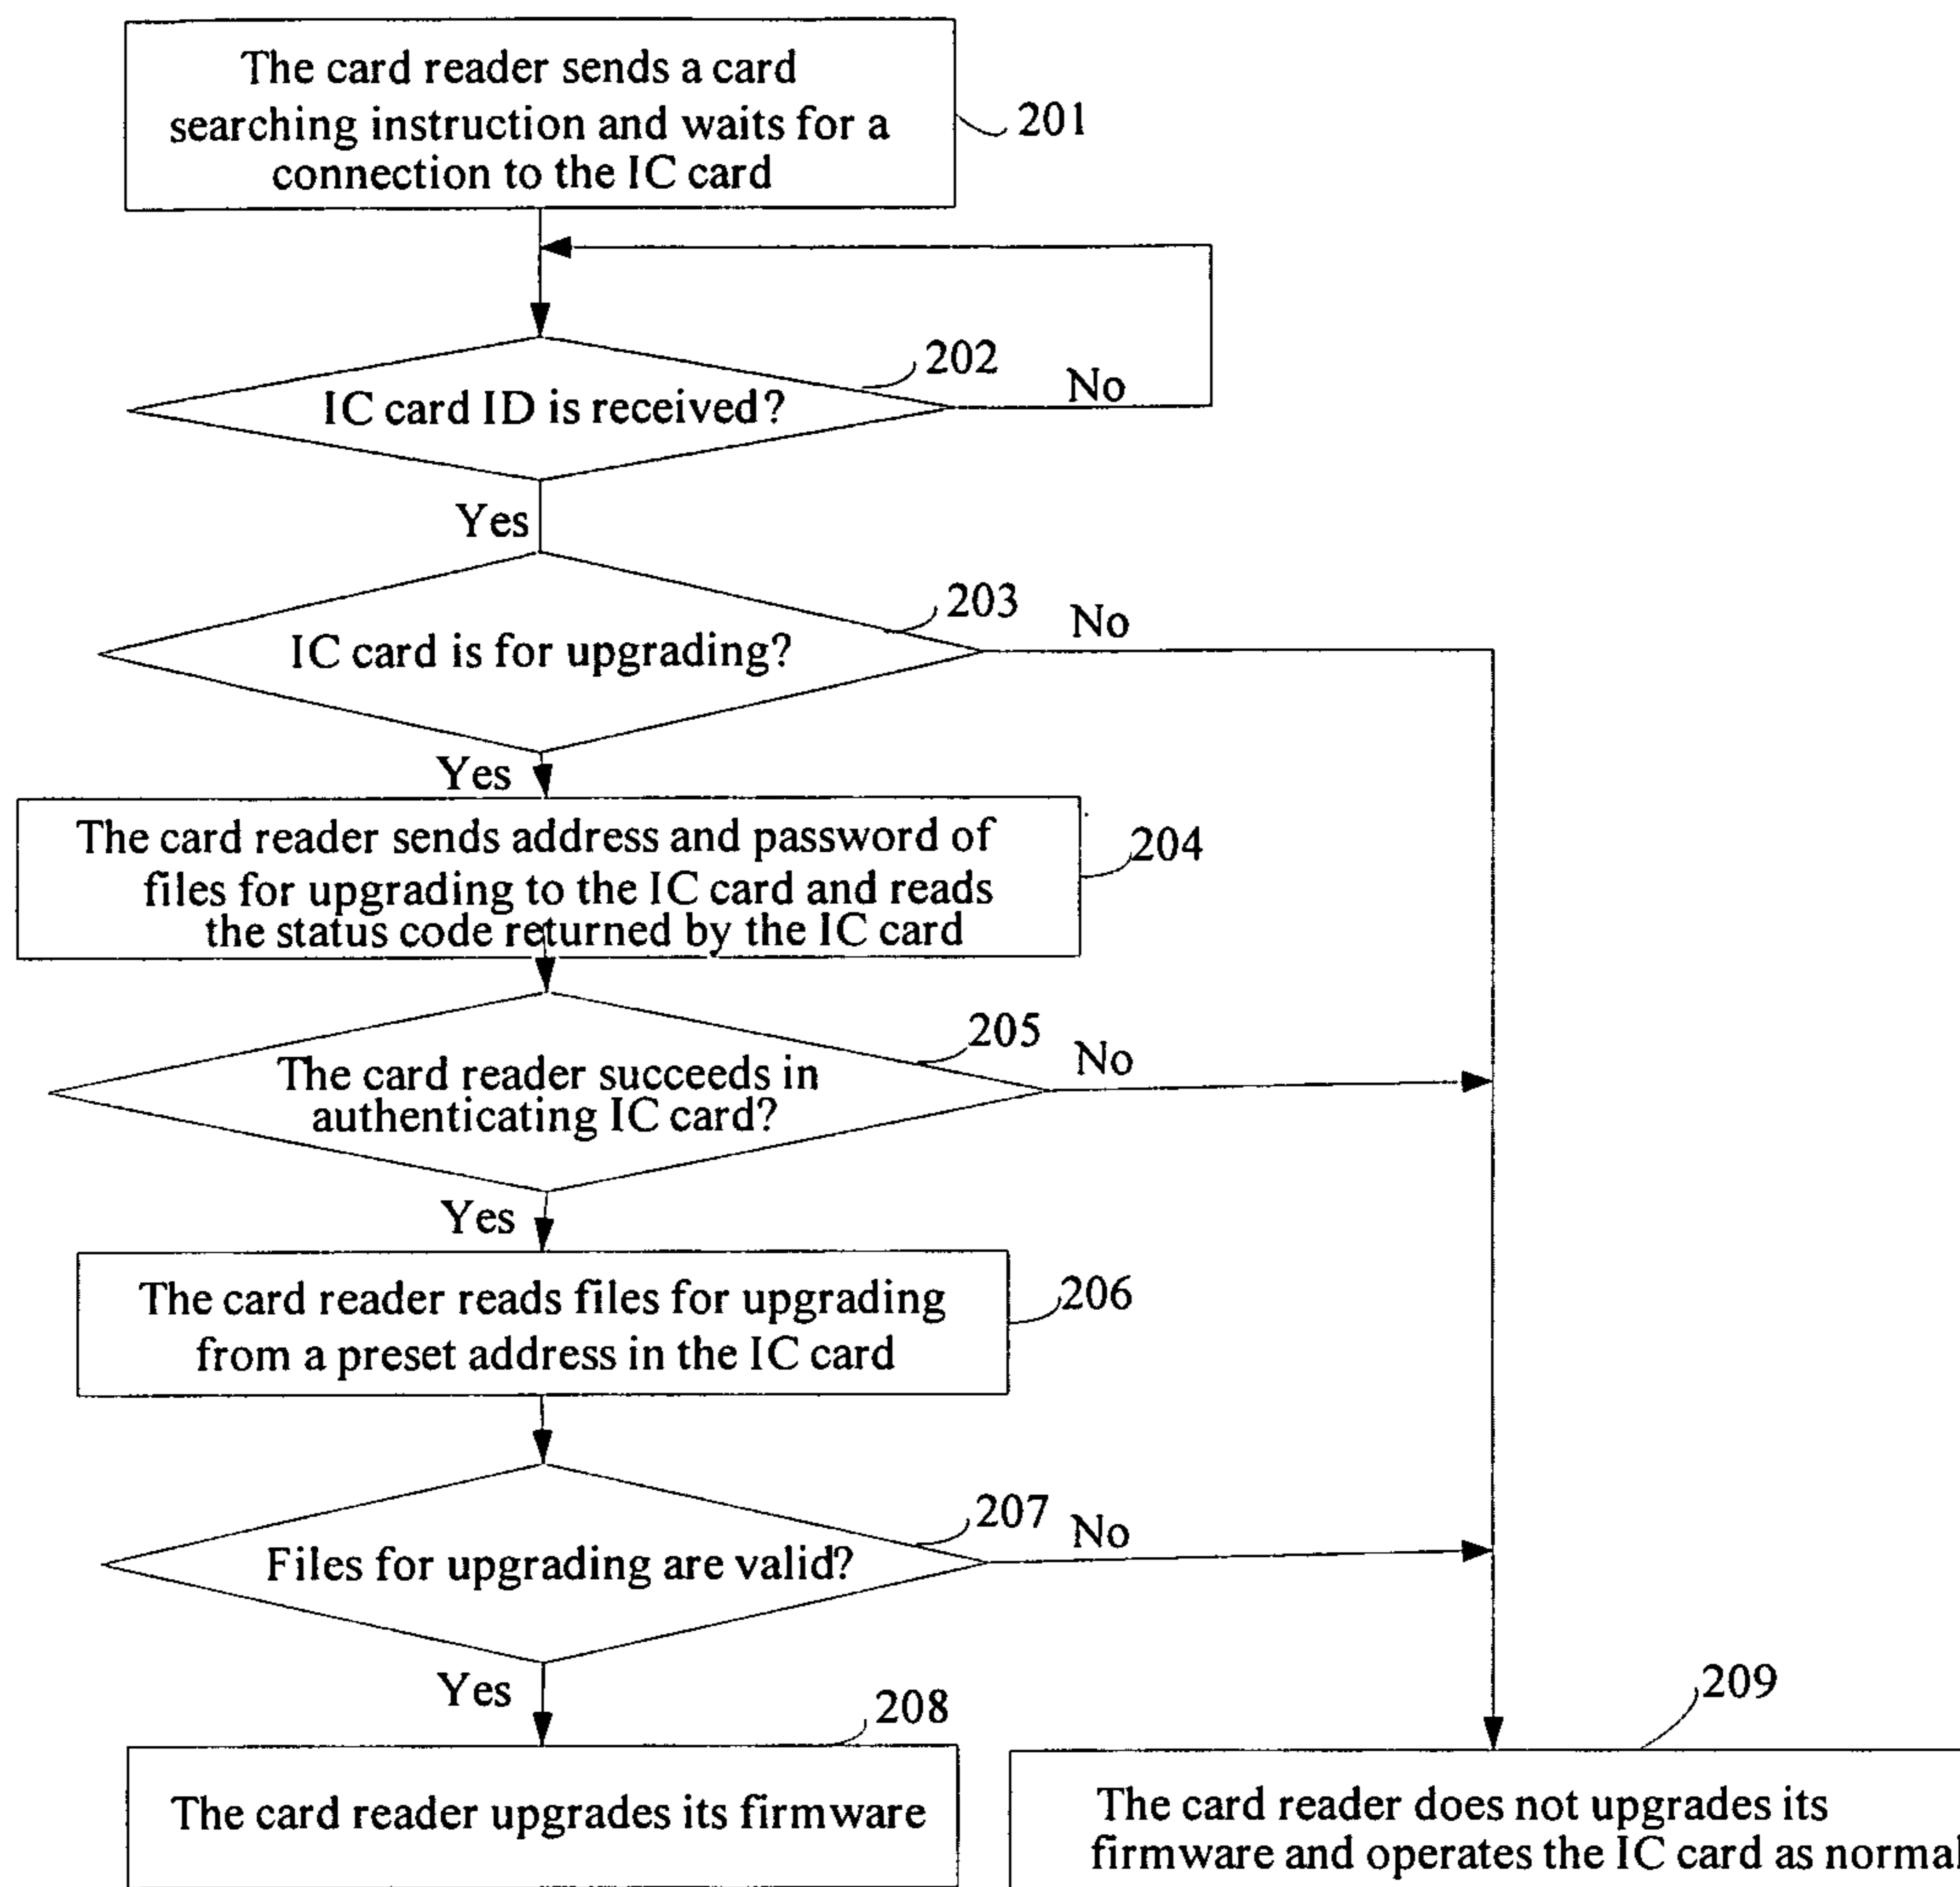 The card reader sends a card
searching instruction and waits for a
connection to the IC card
201
202
No
IC card ID is received?
Yes
203
No
IC card is for upgrading?
Yes
The card reader sends address and password of
files for upgrading to the IC card and reads
the status code returned by the IC card
204
205
No
The card reader succeeds in
authenticating IC card?
Yes
The card reader reads files for upgrading
from a preset address in the IC card
206
207
No
Files for upgrading are valid?
Yes
208
209
The card reader upgrades its firmware
The card reader does not upgrades its
firmware and operates the IC card as normal